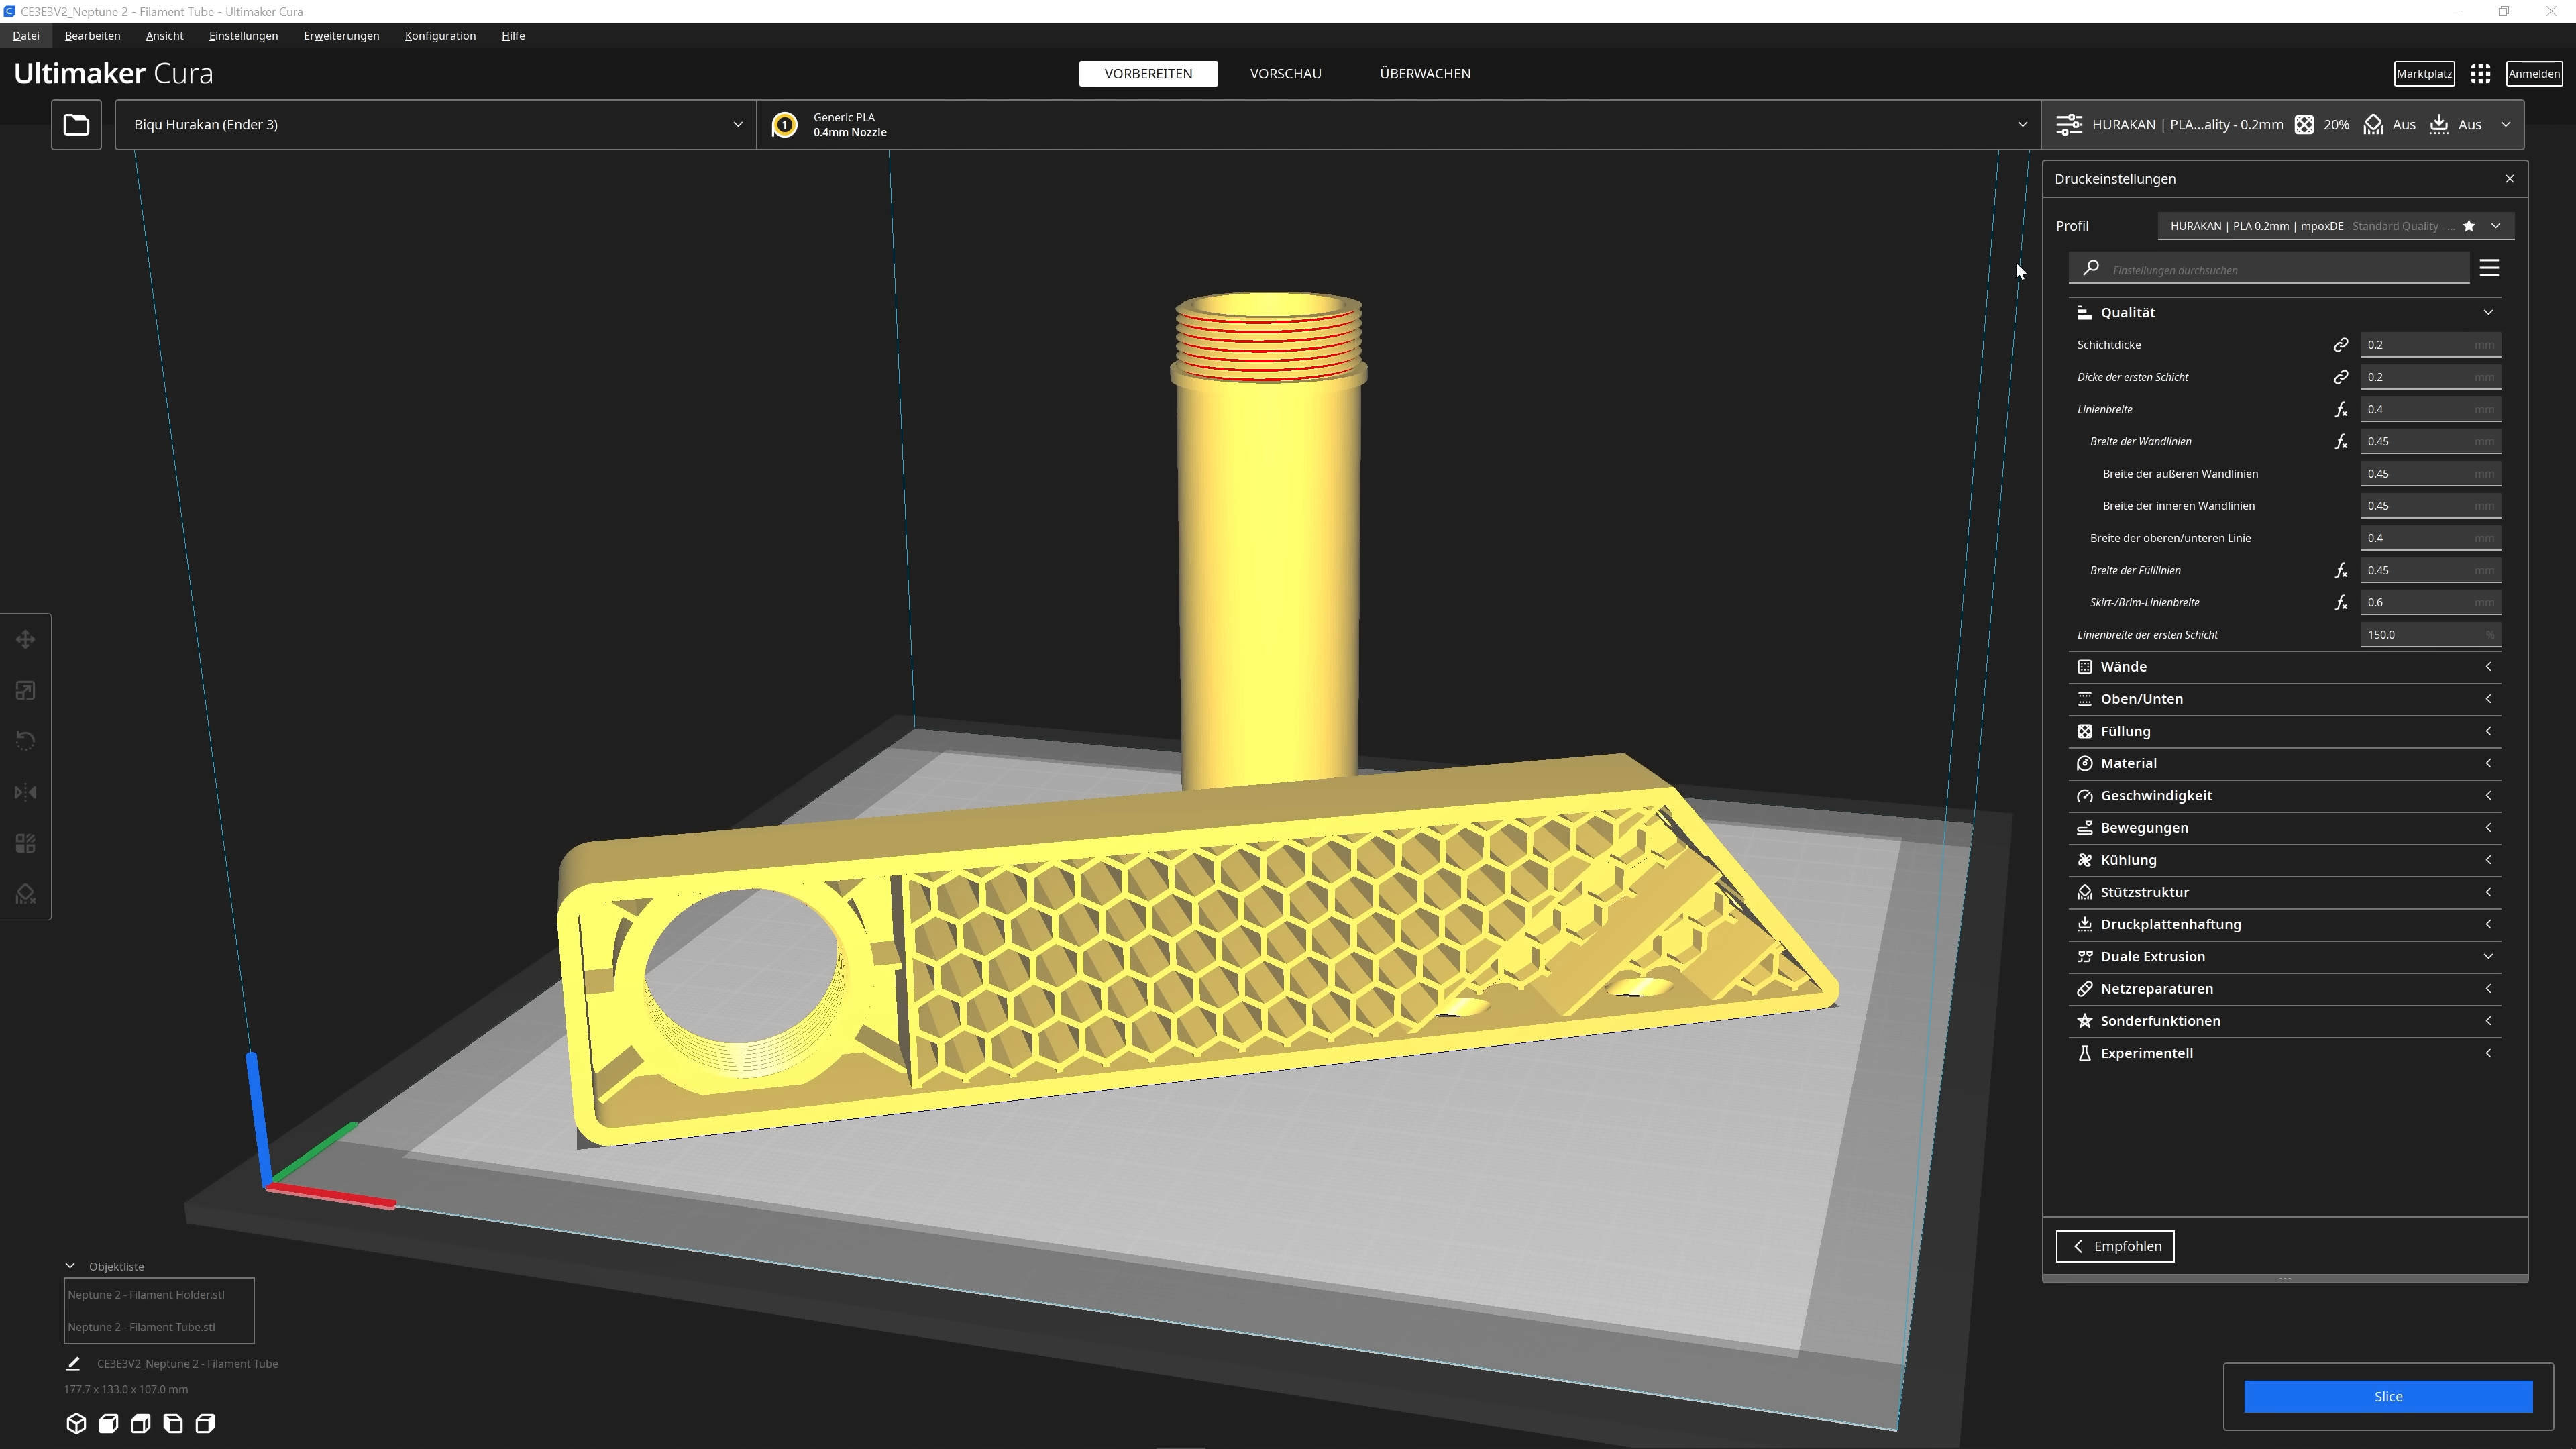 CE3E3V2_Neptune 2 - Filament Tube - Ultimaker Cura
Datei Bearbeiten Ansicht Einstellungen Erweiterungen Konfiguration Hilfe
Ultimaker Cura
VORBEREITEN VORSCHAU ÜBERWACHEN
Marktplatz Anmelden
Biqu Hurakan (Ender 3)
1
Generic PLA
0.4mm Nozzle
HURAKAN | PLA...ality - 0.2mm 20% Aus Aus
Druckeinstellungen
Profil HURAKAN | PLA 0.2mm | mpoxDE - Standard Quality - ...
Einstellungen durchsuchen
Qualität
Schichtdicke 0.2 mm
Dicke der ersten Schicht 0.2 mm
Linienbreite 0.4 mm
Breite der Wandlinien 0.45 mm
Breite der äußeren Wandlinien 0.45 mm
Breite der inneren Wandlinien 0.45 mm
Breite der oberen/unteren Linie 0.4 mm
Breite der Fülllinien 0.45 mm
Skirt-/Brim-Linienbreite 0.6 mm
Linienbreite der ersten Schicht 150.0 %
Wände
Oben/Unten
Füllung
Material
Geschwindigkeit
Bewegungen
Kühlung
Stützstruktur
Druckplattenhaftung
Duale Extrusion
Netzreparaturen
Sonderfunktionen
Experimentell
Empfohlen
Objektliste
Neptune 2 - Filament Holder.stl
Neptune 2 - Filament Tube.stl
CE3E3V2_Neptune 2 - Filament Tube
177.7 x 133.0 x 107.0 mm
Slice